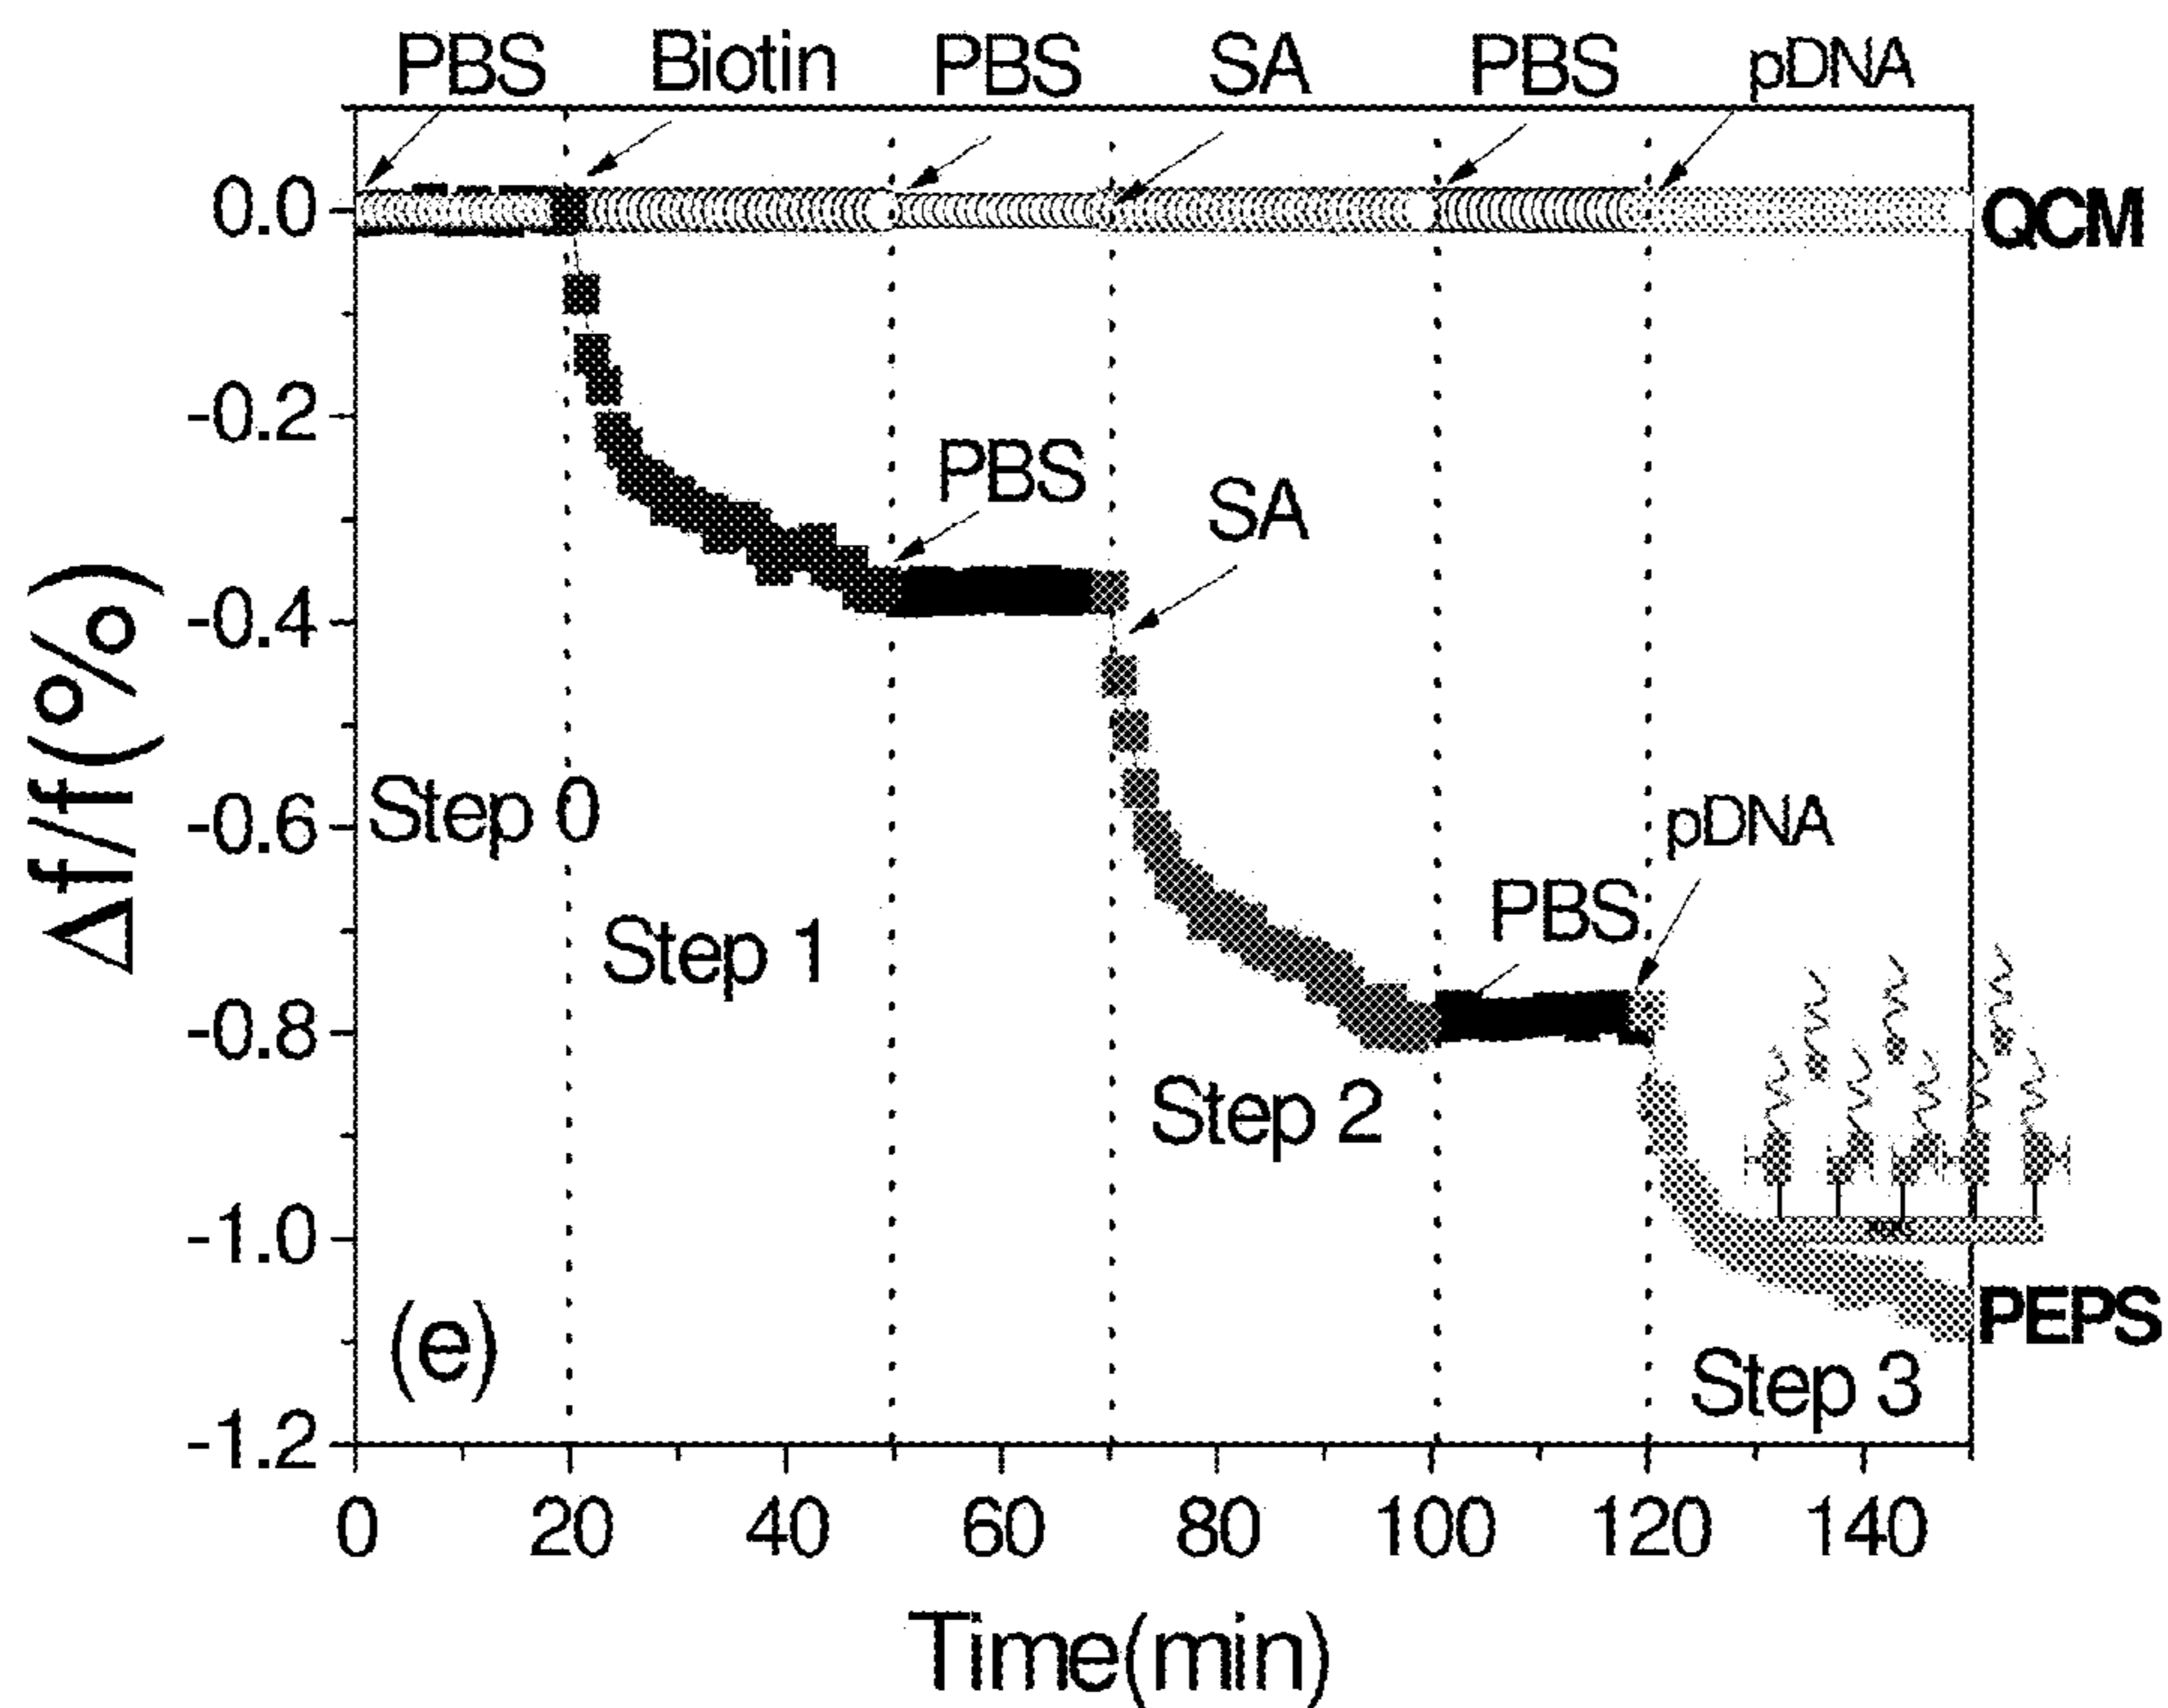 PBS Biotin PBS SA PBS pDNA
0.0
QCM
-0.2
PBS
SA
-0.4
Δf/f(%)
-0.6
Step 0
pDNA
PBS
Step 1
-0.8
Step 2
-1.0
PEPS
(e)
Step 3
-1.2
0 20 40 60 80 100 120 140
Time(min)